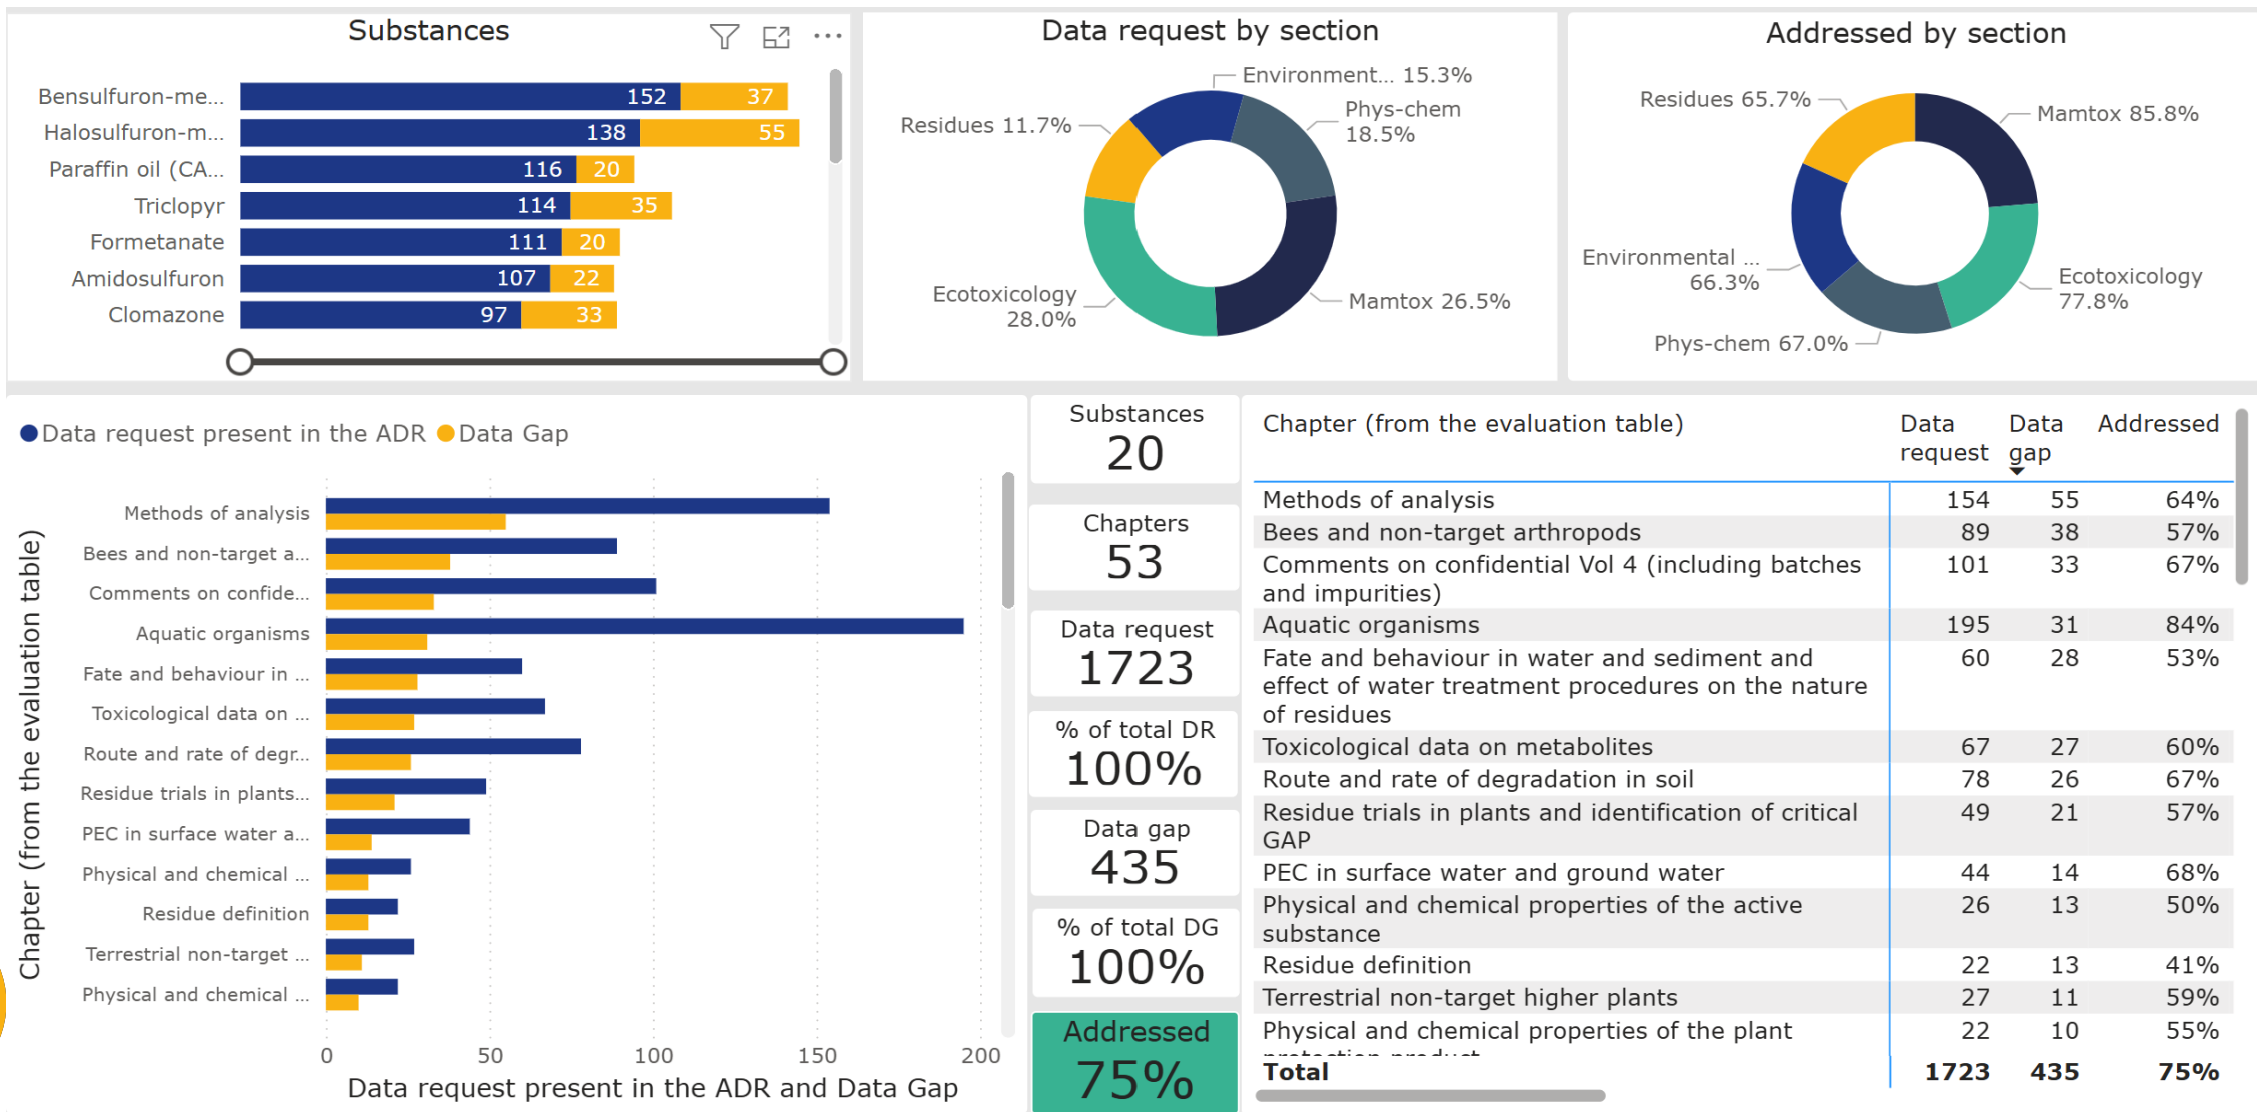 Substances
Bensulfuron-me... 152 37
Halosulfuron-m... 138 55
Paraffin oil (CA... 116 20
Triclopyr 114 35
Formetanate 111 20
Amidosulfuron 107 22
Clomazone 97 33
Data request by section
Environment... 15.3%
Phys-chem
18.5%
Residues 11.7%
Ecotoxicology
28.0%
Mamtox 26.5%
Addressed by section
Residues 65.7%
Mamtox 85.8%
Environmental ...
66.3%
Ecotoxicology
77.8%
Phys-chem 67.0%
Data request present in the ADR Data Gap
Chapter (from the evaluation table)
Methods of analysis
Bees and non-target a...
Comments on confide...
Aquatic organisms
Fate and behaviour in ...
Toxicological data on ...
Route and rate of degr...
Residue trials in plants...
PEC in surface water a...
Physical and chemical ...
Residue definition
Terrestrial non-target ...
Physical and chemical ...
0 50 100 150 200
Data request present in the ADR and Data Gap
Substances
20
Chapters
53
Data request
1723
% of total DR
100%
Data gap
435
% of total DG
100%
Addressed
75%
Chapter (from the evaluation table) Data Data Addressed
request gap
Methods of analysis 154 55 64%
Bees and non-target arthropods 89 38 57%
Comments on confidential Vol 4 (including batches 101 33 67%
and impurities)
Aquatic organisms 195 31 84%
Fate and behaviour in water and sediment and 60 28 53%
effect of water treatment procedures on the nature
of residues
Toxicological data on metabolites 67 27 60%
Route and rate of degradation in soil 78 26 67%
Residue trials in plants and identification of critical 49 21 57%
GAP
PEC in surface water and ground water 44 14 68%
Physical and chemical properties of the active 26 13 50%
substance
Residue definition 22 13 41%
Terrestrial non-target higher plants 27 11 59%
Physical and chemical properties of the plant 22 10 55%
protection product
Total 1723 435 75%